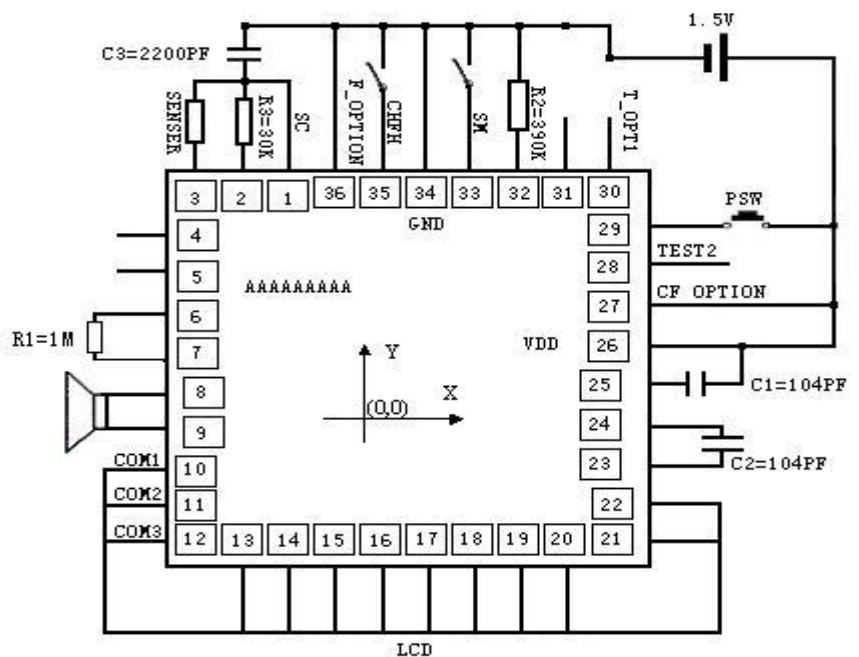 1.5V
C3=2200PF
SENSER
R3=30K
SC
F_OPTION
CHFH
SW
R2=390K
T_OPT1
3
2
1
36
35
34
33
32
31
30
GND
PSW
29
TEST2
28
CF OPTION
27
VDD
26
25
C1=104PF
24
23
C2=104PF
22
4
5
AAAAAAAAA
6
R1=1M
7
8
9
Y
X
(0,0)
COM1
10
COM2
11
COM3
12
13
14
15
16
17
18
19
20
21
LCD